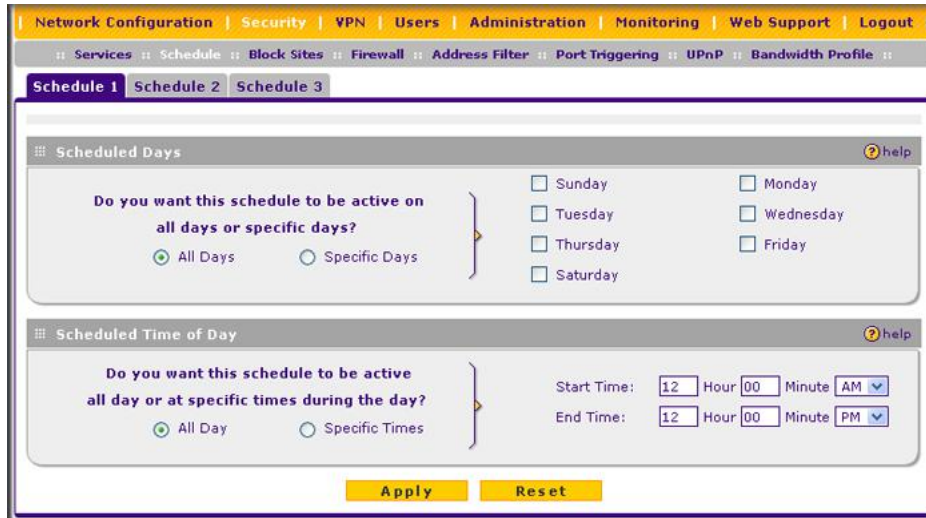 Network Configuration | Security | VPN | Users | Administration | Monitoring | Web Support | Logout
:: Services :: Schedule :: Block Sites :: Firewall :: Address Filter :: Port Triggering :: UPnP :: Bandwidth Profile ::
Schedule 1 Schedule 2 Schedule 3
Scheduled Days ? help
Do you want this schedule to be active on
all days or specific days?
All Days Specific Days
Sunday Monday
Tuesday Wednesday
Thursday Friday
Saturday
Scheduled Time of Day ? help
Do you want this schedule to be active
all day or at specific times during the day?
All Day Specific Times
Start Time: 12 Hour 00 Minute AM
End Time: 12 Hour 00 Minute PM
Apply Reset